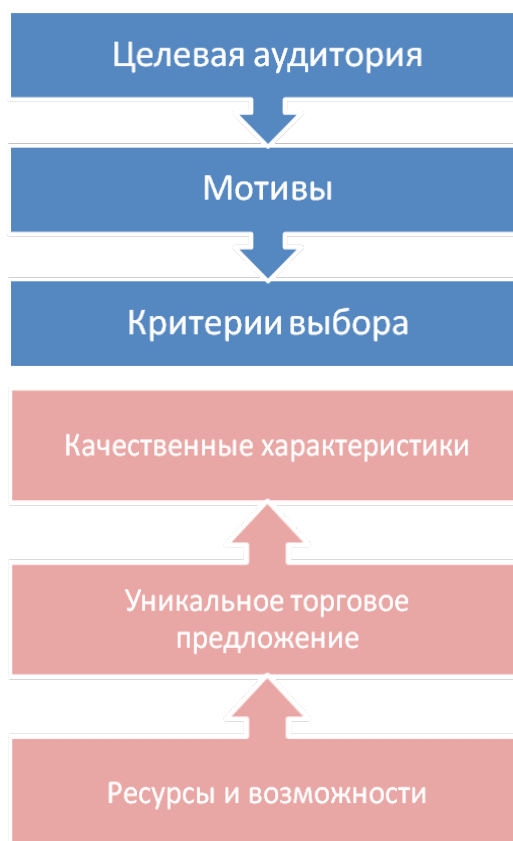 Целевая аудитория
Мотивы
Критерии выбора
Качественные характеристики
Уникальное торговое
предложение
Ресурсы и возможности